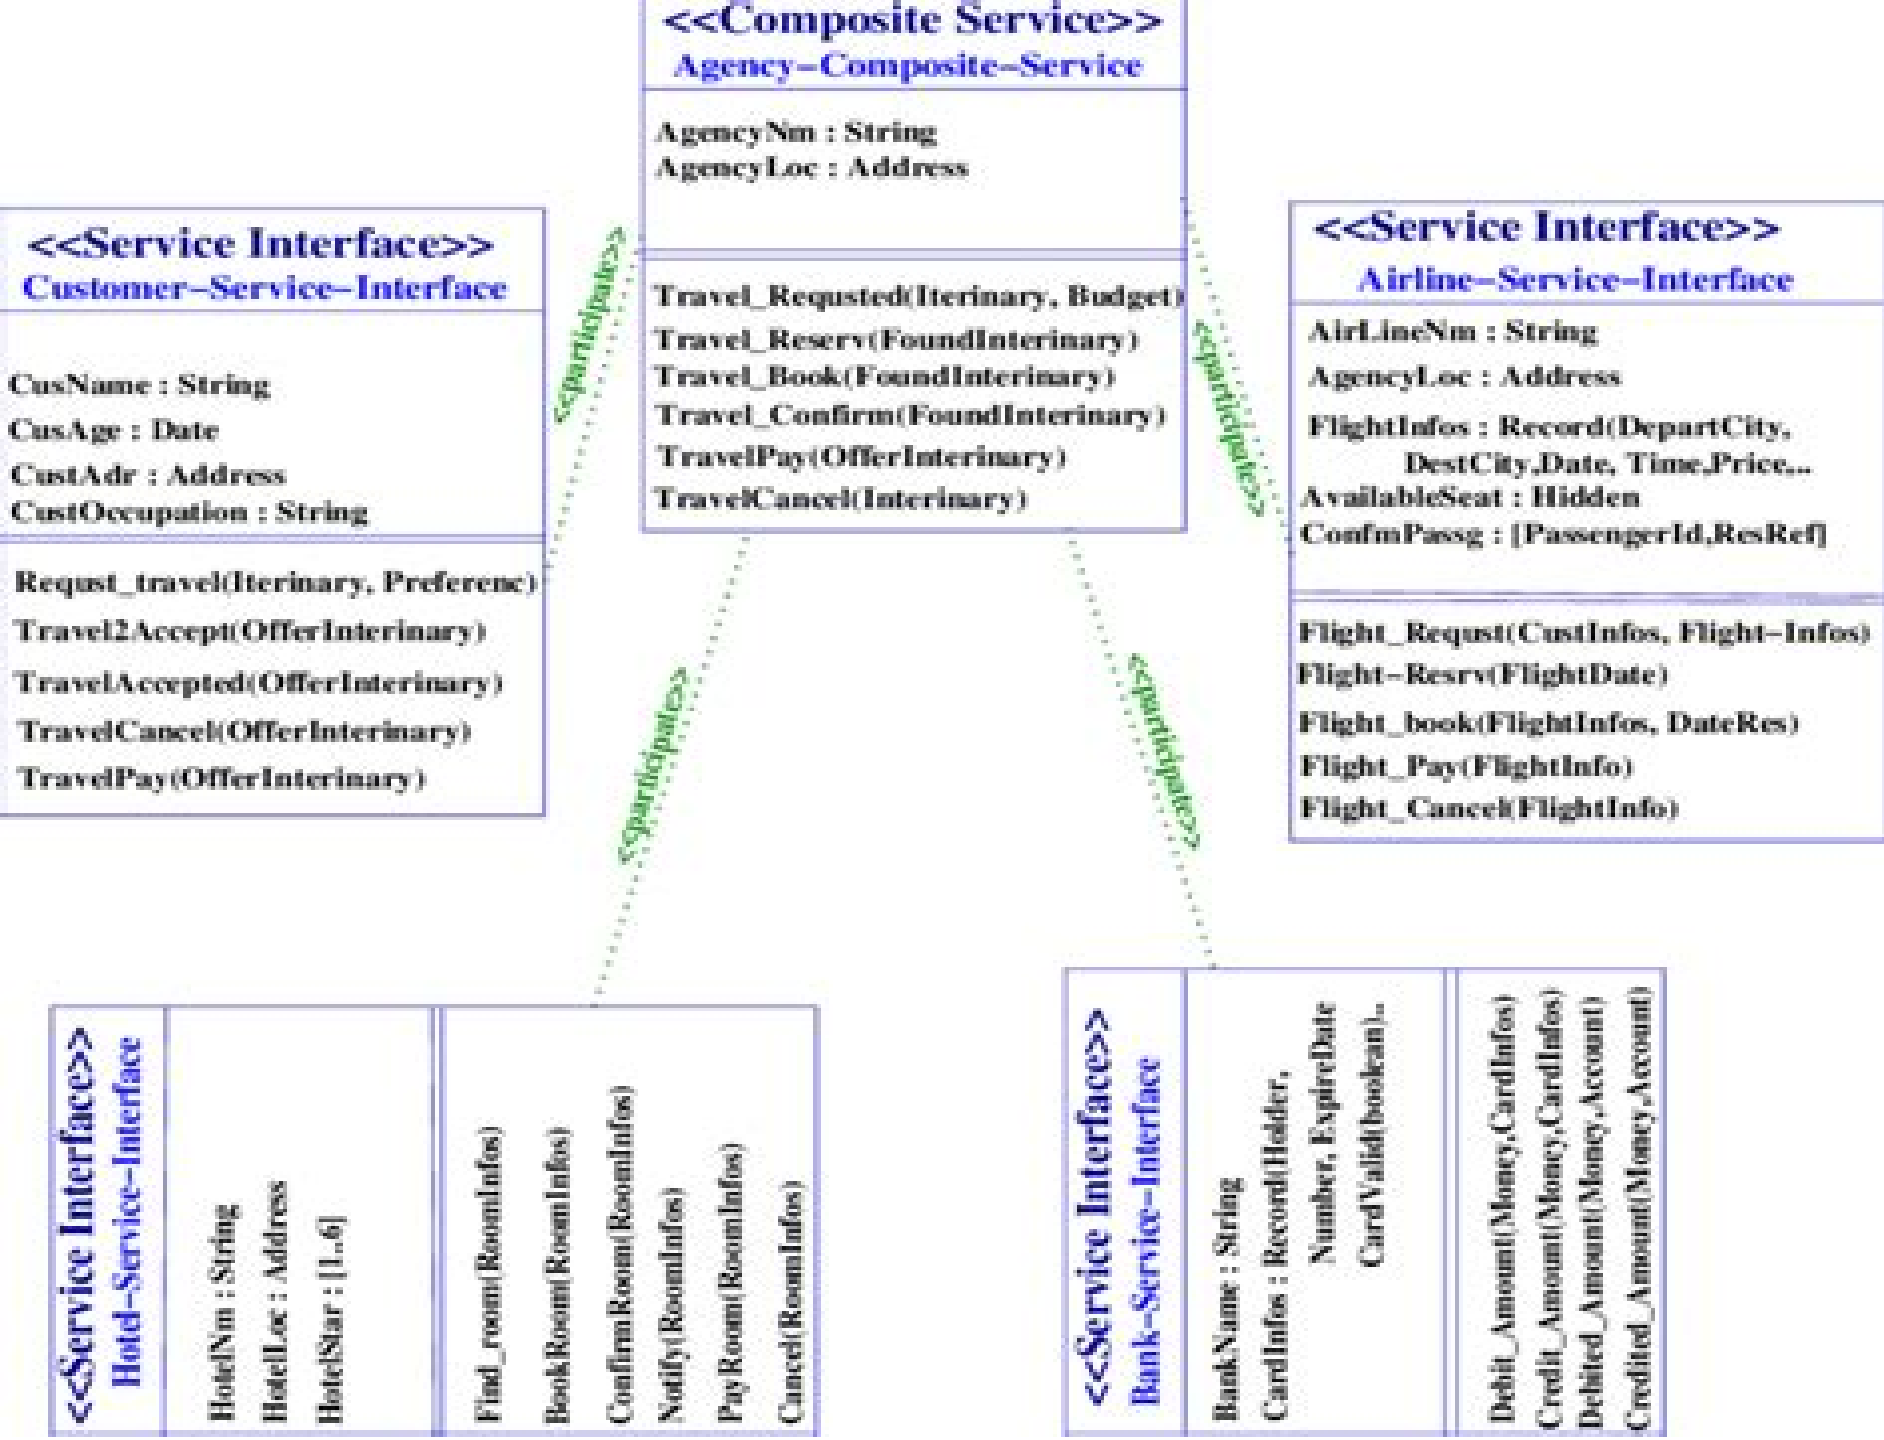 <<Composite Service>>
Agency-Composite-Service
AgencyNm : String
AgencyLoc : Address
Travel_Requsted(Iterinary, Budget)
Travel_Reserv(FoundInterinary)
Travel_Book(FoundInterinary)
Travel_Confirm(FoundInterinary)
TravelPay(OfferInterinary)
TravelCancel(Interinary)
<<Service Interface>>
Customer-Service-Interface
CusName : String
CusAge : Date
CustAdr : Address
CustOccupation : String
Requst_travel(Iterinary, Preferenc)
Travel2Accept(OfferInterinary)
TravelAccepted(OfferInterinary)
TravelCancel(OfferInterinary)
TravelPay(OfferInterinary)
<<participate>>
<<participate>>
<<Service Interface>>
Airline-Service-Interface
AirLineNm : String
AgencyLoc : Address
FlightInfos : Record(DepartCity,
DestCity,Date, Time,Price,..
AvailableSeat : Hidden
ConfmPassg : [PassengerId,ResRef]
Flight_Requst(CustInfos, Flight-Infos)
Flight-Resrv(FlightDate)
Flight_book(FlightInfos, DateRes)
Flight_Pay(FlightInfo)
Flight_Cancel(FlightInfo)
<<participate>>
<<participate>>
<<Service Interface>>
Hotel-Service-Interface
HotelNm : String
HotelLoc : Address
HotelStar : [1..6]
Find_room(RoomInfos)
BookRoom(RoomInfos)
ConfirmRoom(RoomInfos)
Notify(RoomInfos)
PayRoom(RoomInfos)
Cancel(RoomInfos)
<<Service Interface>>
Bank-Service-Interface
BankName : String
CardInfos : Record(Holder,
Number, ExpireDate
CardValid(boolean)..
Debit_Amount(Money,CardInfos)
Credit_Amount(Money,CardInfos)
Debited_Amount(Money,Account)
Credited_Amount(Money,Account)